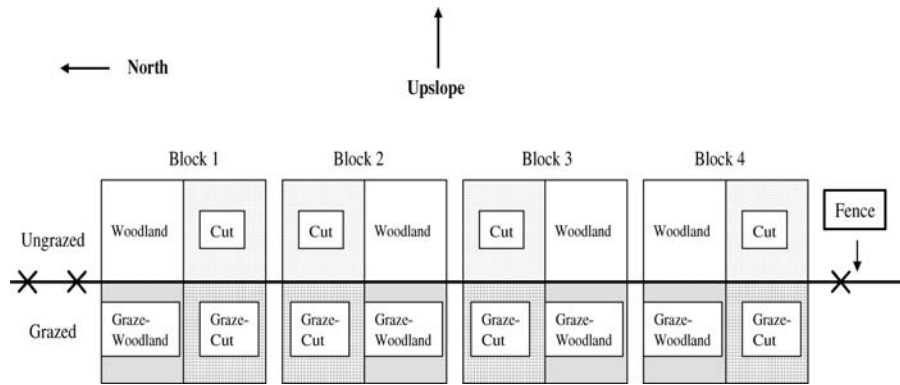 North
Upslope
Block 1 Block 2 Block 3 Block 4
Fence
Ungrazed
Woodland Cut Cut Woodland Cut Woodland Woodland Cut
Grazed
Graze- Graze- Graze- Graze- Graze- Graze- Graze- Graze-
Woodland Cut Cut Woodland Cut Woodland Woodland Cut